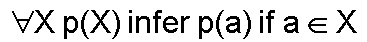 ∀X p(X) infer p(a) if a ∈ X